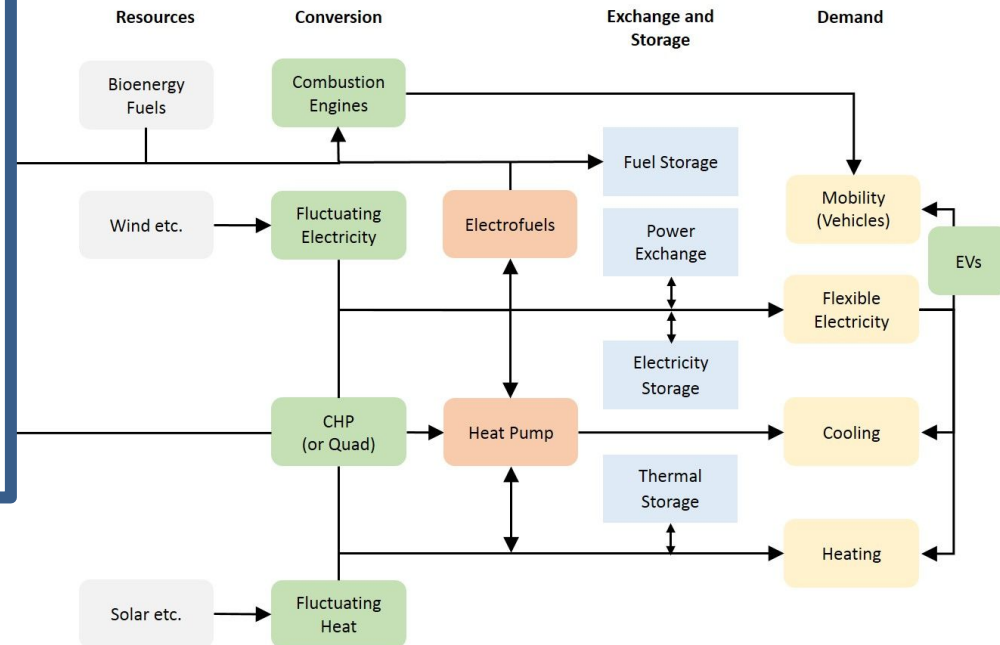 Resources
Conversion
Exchange and
Storage
Demand
Bioenergy
Fuels
Combustion
Engines
Fuel Storage
Wind etc.
Fluctuating
Electricity
Electrofuels
Power
Exchange
Mobility
(Vehicles)
EVs
Flexible
Electricity
Electricity
Storage
CHP
(or Quad)
Heat Pump
Cooling
Thermal
Storage
Heating
Solar etc.
Fluctuating
Heat